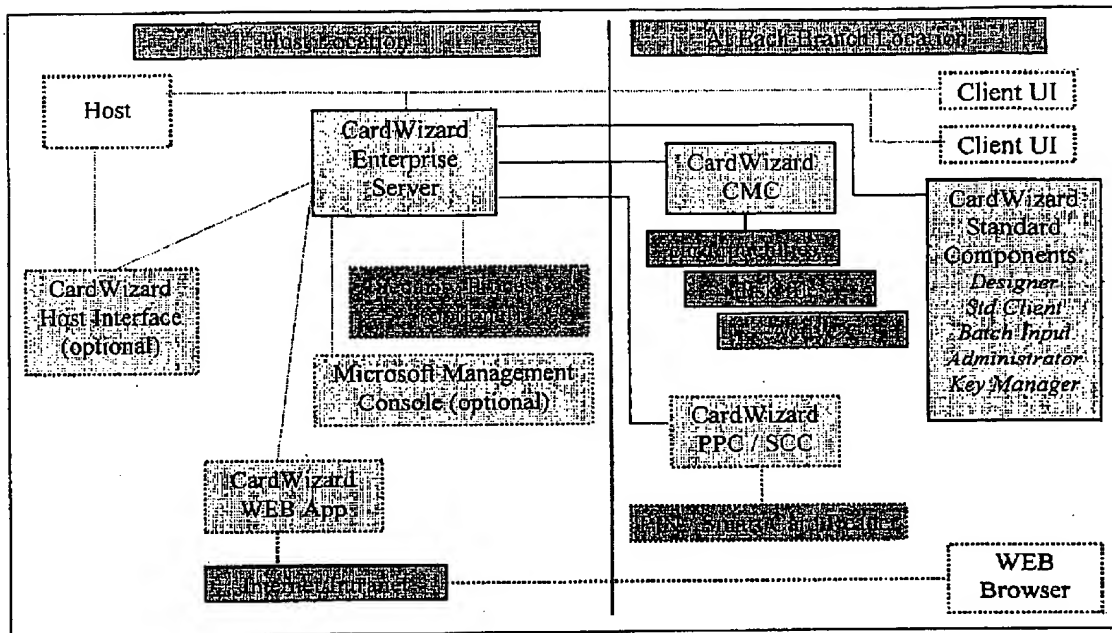 Host Location
At Each Branch Location
Host
Client UI
Client UI
CardWizard
Enterprise
Server
CardWizard
CMC
CardWizard
Standard
Components
Designer
Std Client
Batch Input
Administrator
Key Manager
CardWizard
Host Interface
(optional)
Microsoft Management
Console (optional)
CardWizard
PPC / SCC
CardWizard
WEB App
Internet/Intranet
WEB
Browser